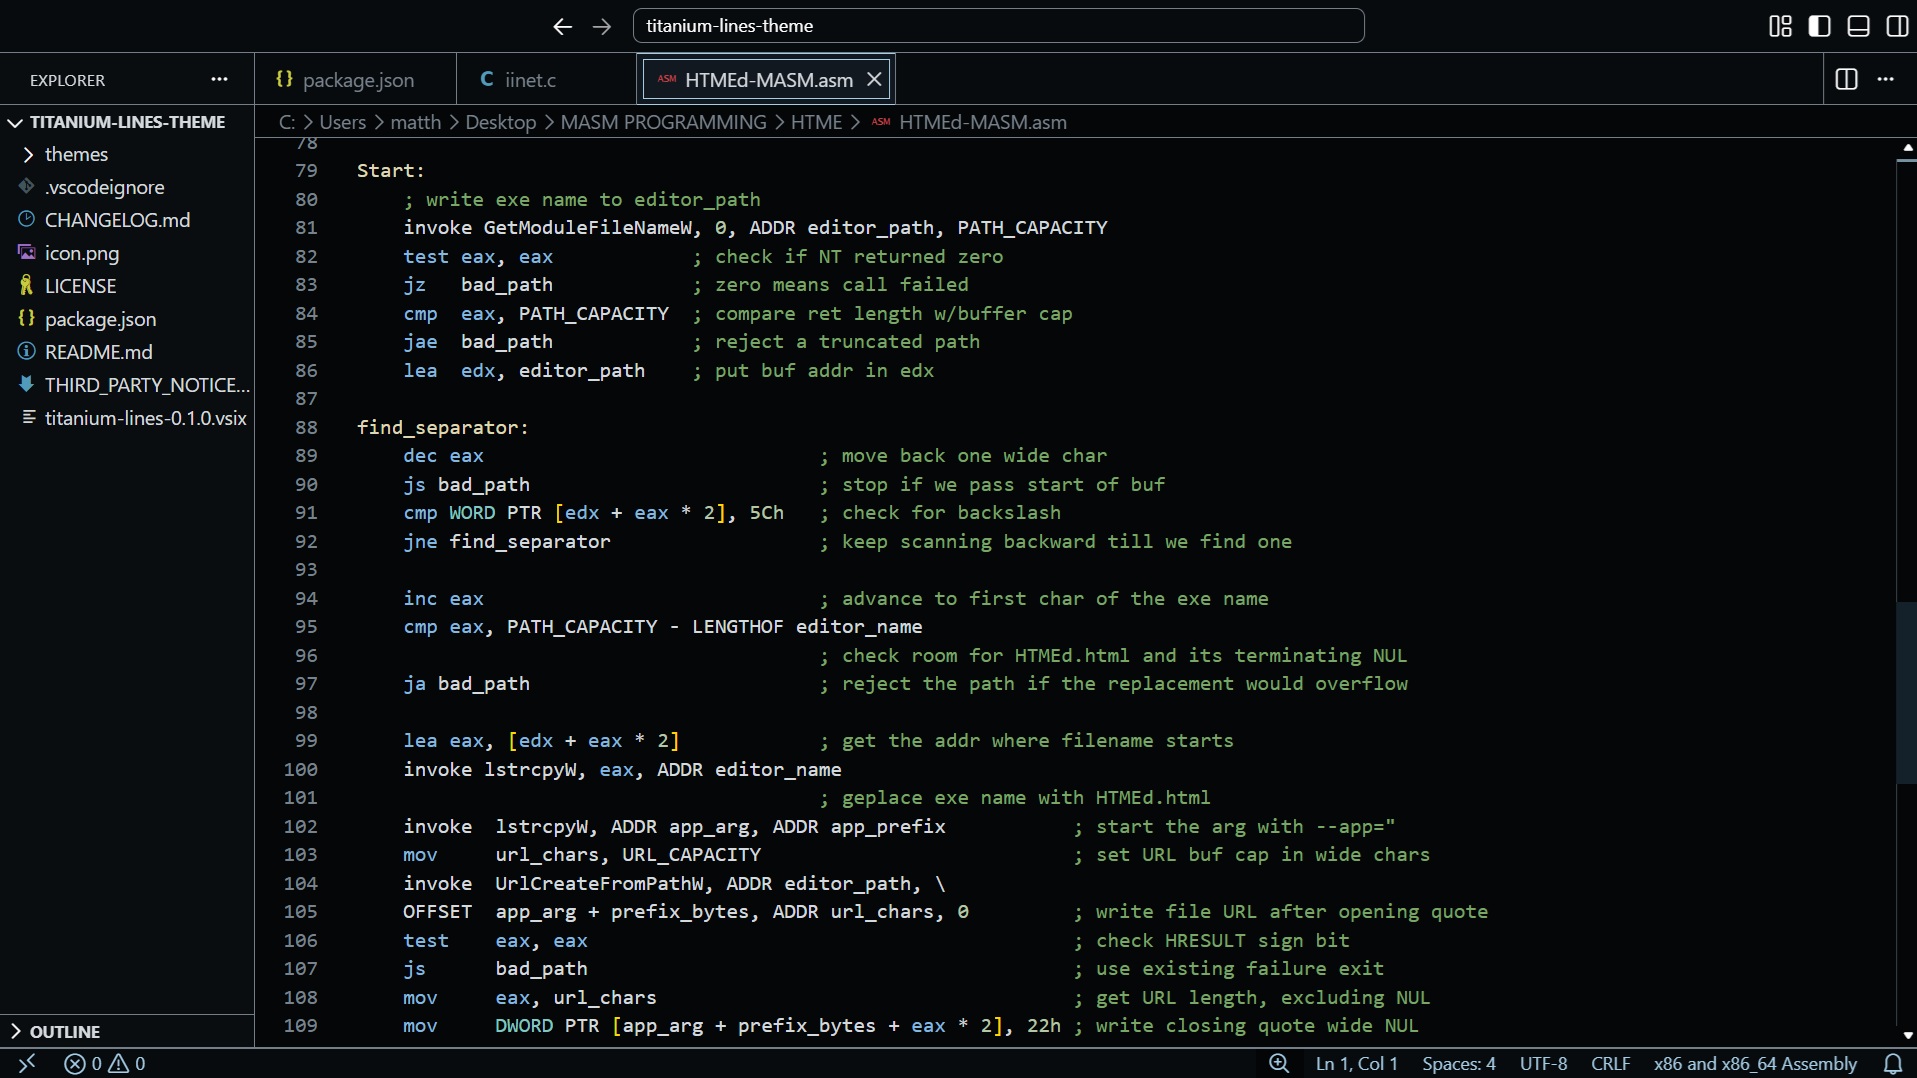 titanium-lines-theme
EXPLORER
package.json
iinet.c
HTMEd-MASM.asm
TITANIUM-LINES-THEME
C: > Users > matth > Desktop > MASM PROGRAMMING > HTME > ASM HTMEd-MASM.asm
themes
.vscodeignore
CHANGELOG.md
icon.png
LICENSE
package.json
README.md
THIRD_PARTY_NOTICE...
titanium-lines-0.1.0.vsix
78
79 Start:
80 ; write exe name to editor_path
81 invoke GetModuleFileNameW, 0, ADDR editor_path, PATH_CAPACITY
82 test eax, eax ; check if NT returned zero
83 jz bad_path ; zero means call failed
84 cmp eax, PATH_CAPACITY ; compare ret length w/buffer cap
85 jae bad_path ; reject a truncated path
86 lea edx, editor_path ; put buf addr in edx
87
88 find_separator:
89 dec eax ; move back one wide char
90 js bad_path ; stop if we pass start of buf
91 cmp WORD PTR [edx + eax * 2], 5Ch ; check for backslash
92 jne find_separator ; keep scanning backward till we find one
93
94 inc eax ; advance to first char of the exe name
95 cmp eax, PATH_CAPACITY - LENGTHOF editor_name
96 ; check room for HTMEd.html and its terminating NUL
97 ja bad_path ; reject the path if the replacement would overflow
98
99 lea eax, [edx + eax * 2] ; get the addr where filename starts
100 invoke lstrcpyW, eax, ADDR editor_name
101 ; geplace exe name with HTMEd.html
102 invoke lstrcpyW, ADDR app_arg, ADDR app_prefix ; start the arg with --app="
103 mov url_chars, URL_CAPACITY ; set URL buf cap in wide chars
104 invoke UrlCreateFromPathW, ADDR editor_path, \
105 OFFSET app_arg + prefix_bytes, ADDR url_chars, 0 ; write file URL after opening quote
106 test eax, eax ; check HRESULT sign bit
107 js bad_path ; use existing failure exit
108 mov eax, url_chars ; get URL length, excluding NUL
109 mov DWORD PTR [app_arg + prefix_bytes + eax * 2], 22h ; write closing quote wide NUL
OUTLINE
0 0
Ln 1, Col 1 Spaces: 4 UTF-8 CRLF x86 and x86_64 Assembly